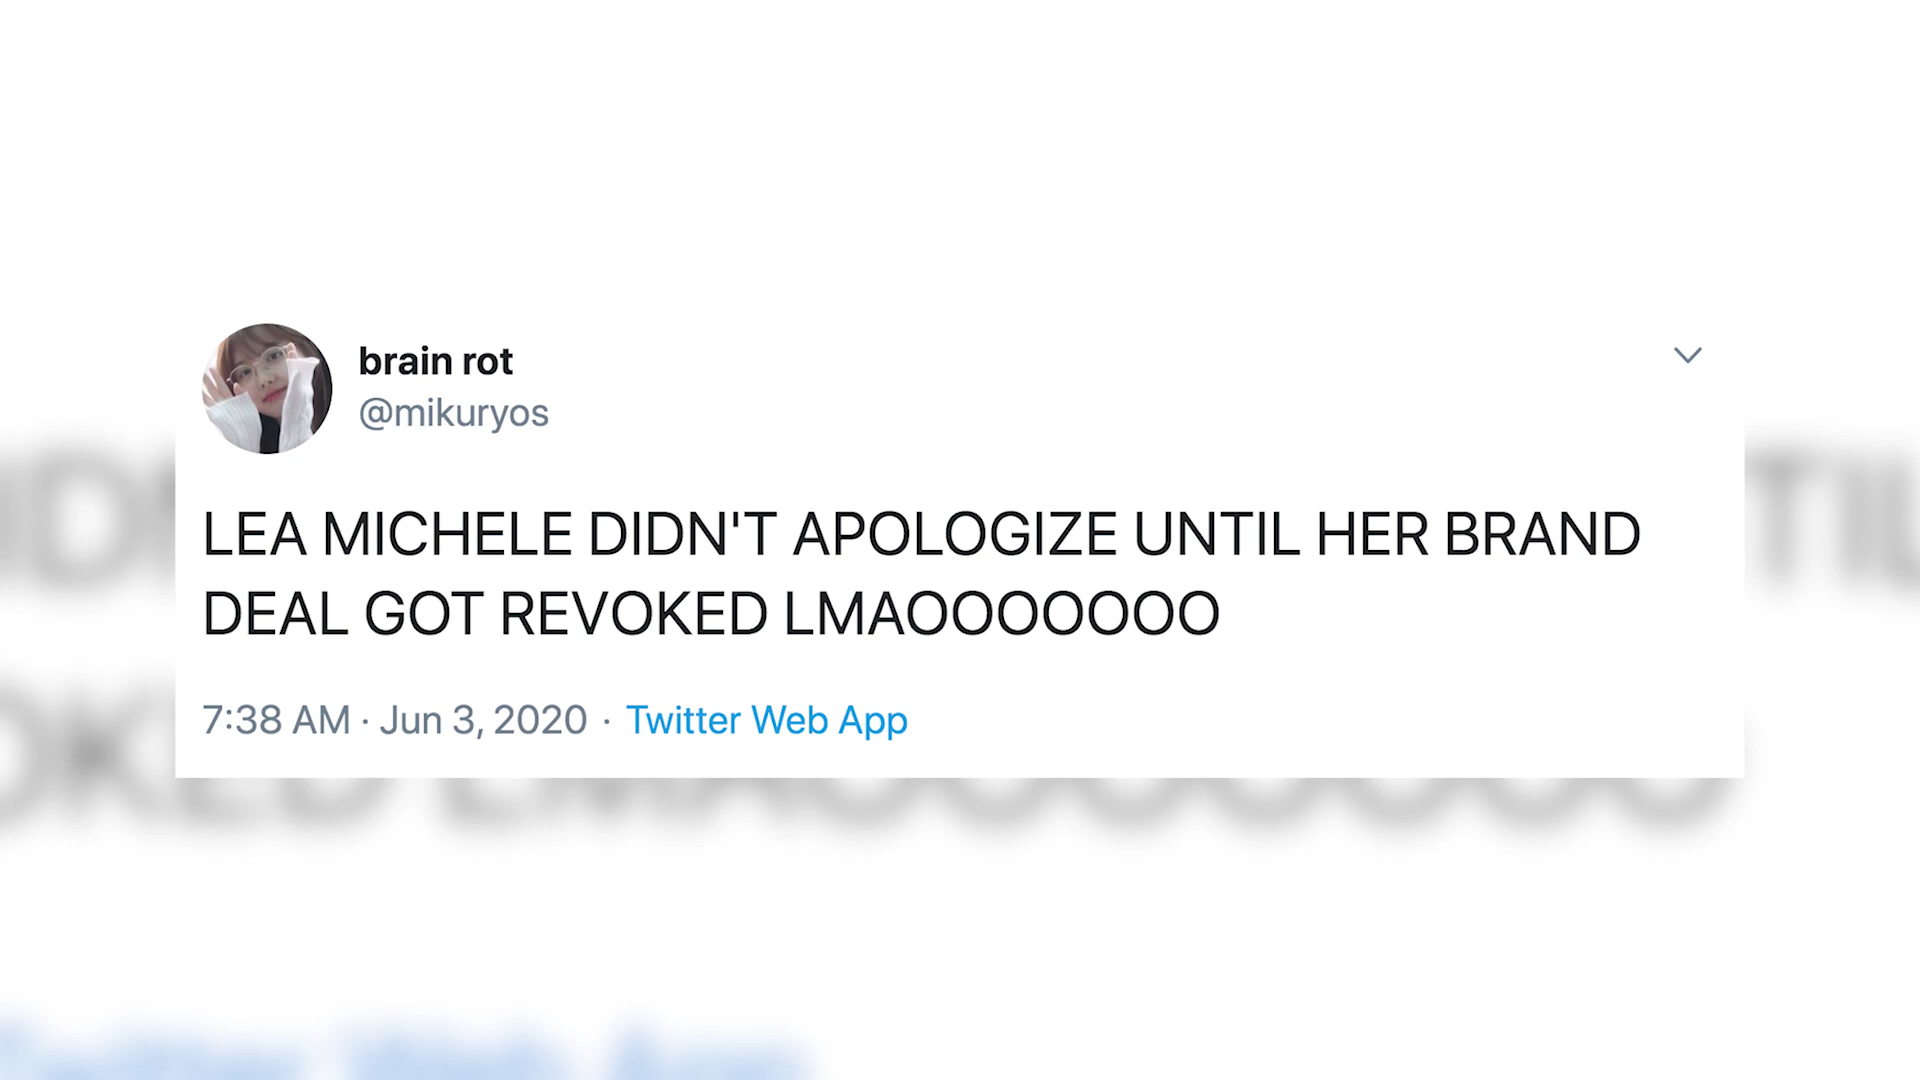 brain rot
@mikuryos
LEA MICHELE DIDN'T APOLOGIZE UNTIL HER BRAND
DEAL GOT REVOKED LMAOOOOOOO
7:38 AM · Jun 3, 2020 · Twitter Web App